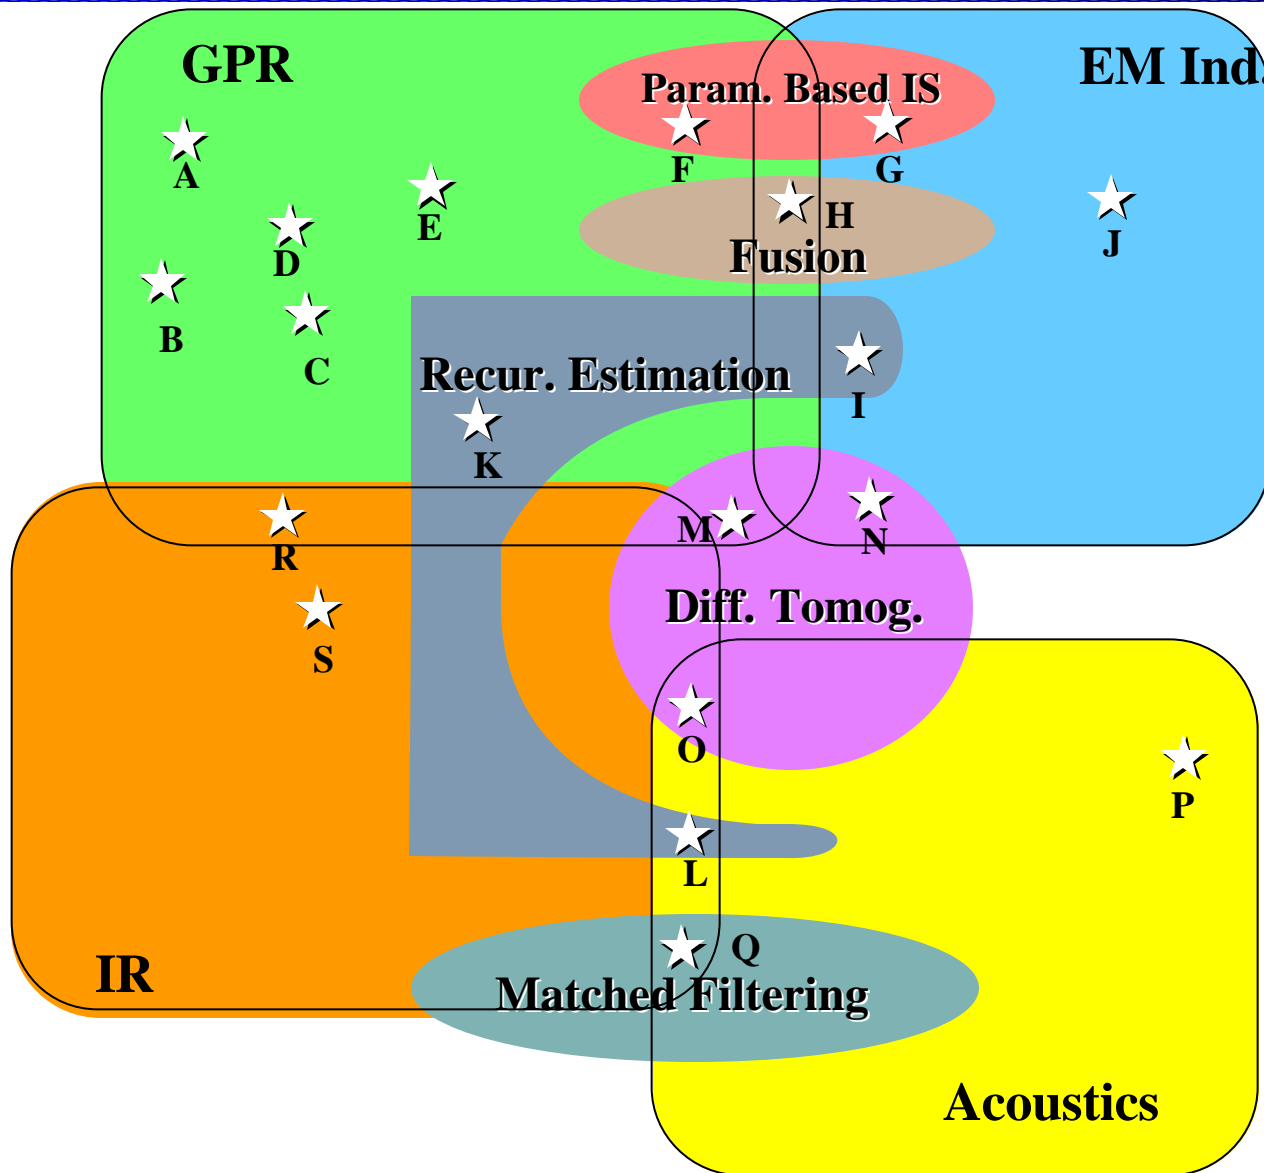 GPR
EM Ind.
Param. Based IS
A
F
G
E
H
J
D
Fusion
B
C
Recur. Estimation
I
K
M
N
R
Diff. Tomog.
S
O
P
L
Q
IR
Matched Filtering
Acoustics